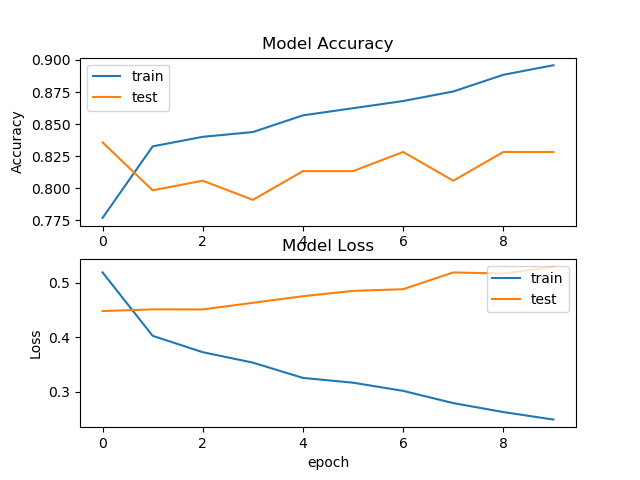 Model Accuracy
0.900
0.875
0.850
0.825
0.800
0.775
Accuracy
train
test
0 2 4 6 8
Model Loss
0.5
0.4
0.3
Loss
train
test
0 2 4 6 8
epoch